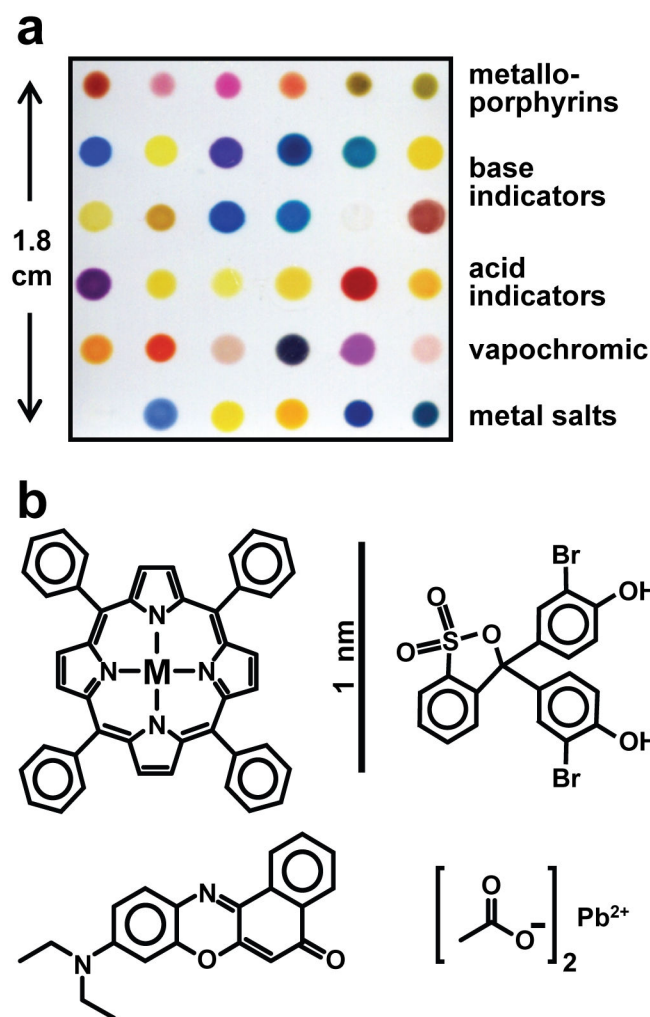 a
metallo-
porphyrins
base
indicators
1.8
cm
acid
indicators
vapochromic
metal salts
b
N
N
M
N
N
1 nm
O
O
S
O
Br
OH
Br
OH
N
N
O
O
O
O
2
Pb²⁺